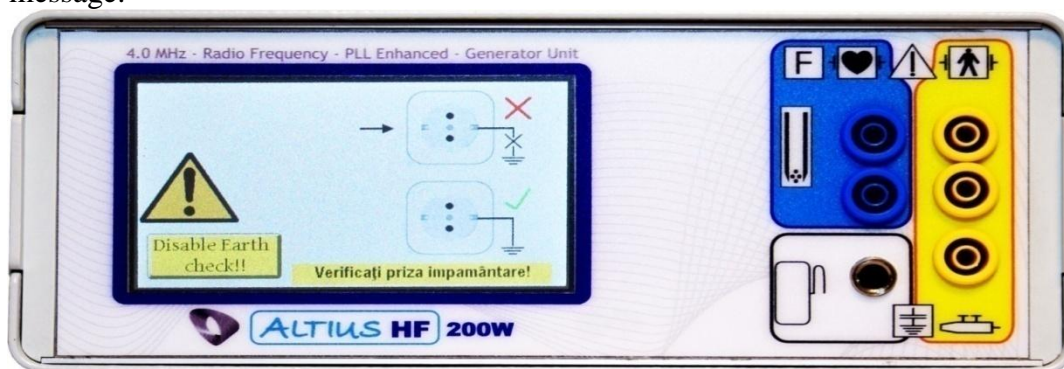 message.
4.0 MHz - Radio Frequency - PLL Enhanced - Generator Unit
F
Disable Earth
check!!
Verificați priza impamântare!
ALTIUS HF 200W